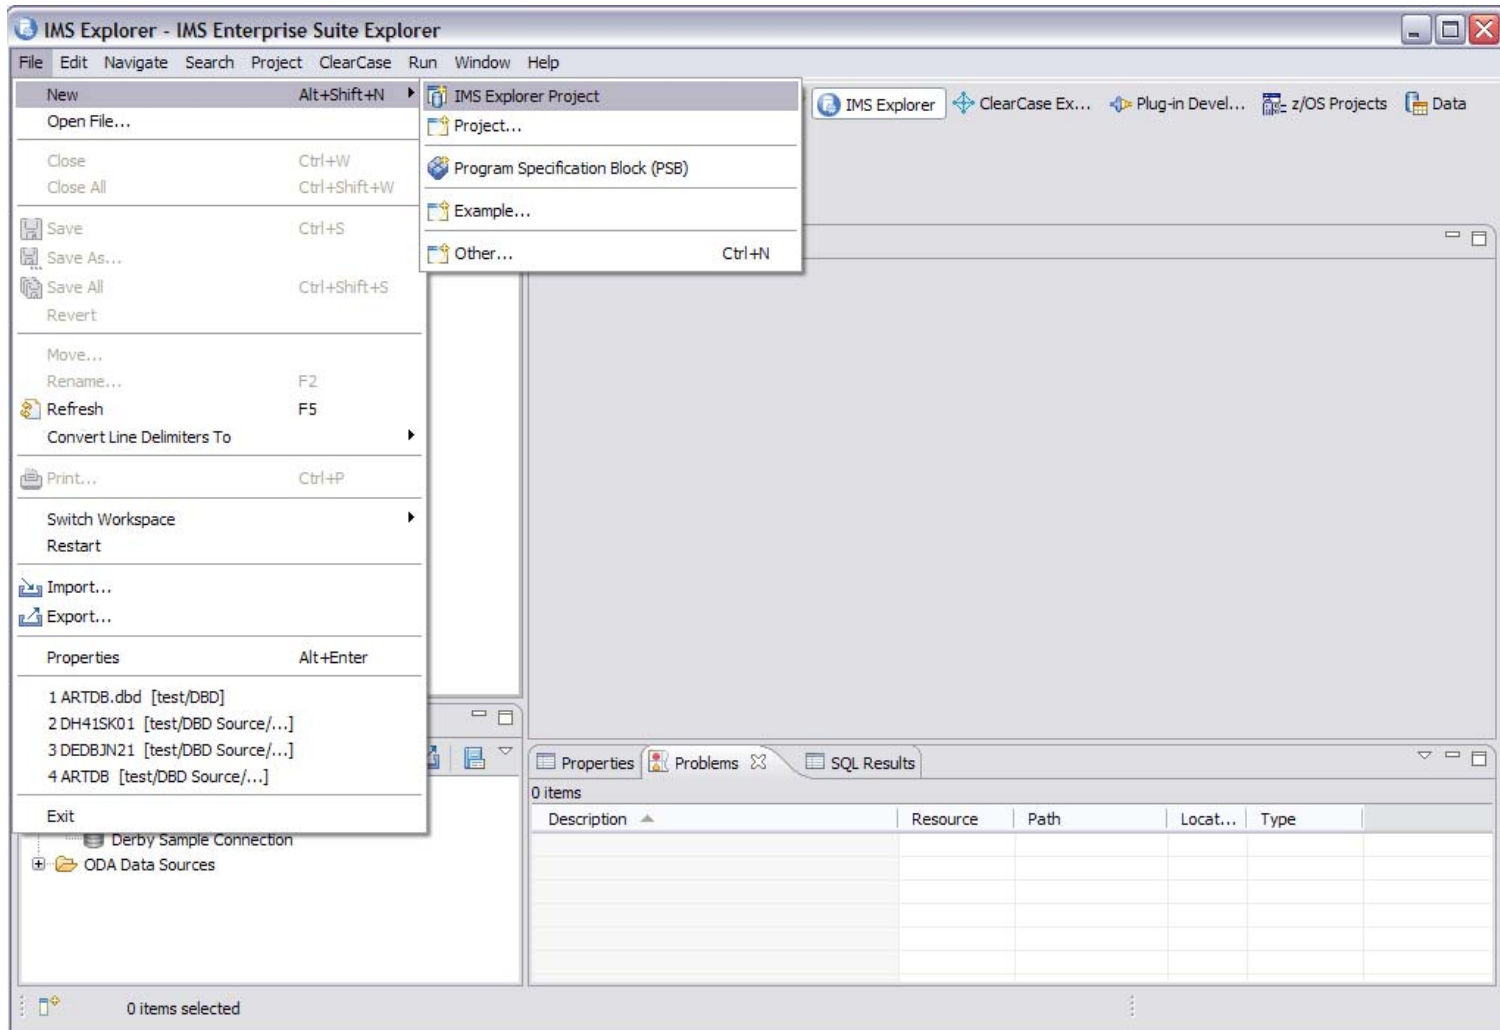 IMS Explorer - IMS Enterprise Suite Explorer
File Edit Navigate Search Project ClearCase Run Window Help
New Alt+Shift+N
Open File...
Close Ctrl+W
Close All Ctrl+Shift+W
Save Ctrl+S
Save As...
Save All Ctrl+Shift+S
Revert
Move...
Rename... F2
Refresh F5
Convert Line Delimiters To
Print... Ctrl+P
Switch Workspace
Restart
Import...
Export...
Properties Alt+Enter
1 ARTDB.dbd [test/DBD]
2 DH41SK01 [test/DBD Source/...]
3 DEDBJN21 [test/DBD Source/...]
4 ARTDB [test/DBD Source/...]
Exit
IMS Explorer Project
Project...
Program Specification Block (PSB)
Example...
Other... Ctrl+N
IMS Explorer ClearCase Ex... Plug-in Devel... z/OS Projects Data
Derby Sample Connection
ODA Data Sources
Properties Problems SQL Results
0 items
Description Resource Path Locat... Type
0 items selected